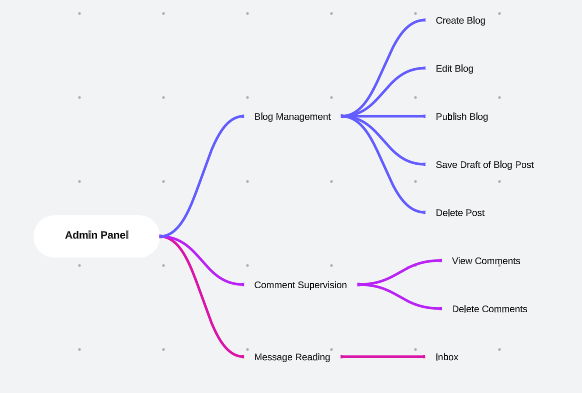 Admin Panel
Blog Management
Create Blog
Edit Blog
Publish Blog
Save Draft of Blog Post
Delete Post
Comment Supervision
View Comments
Delete Comments
Message Reading
Inbox